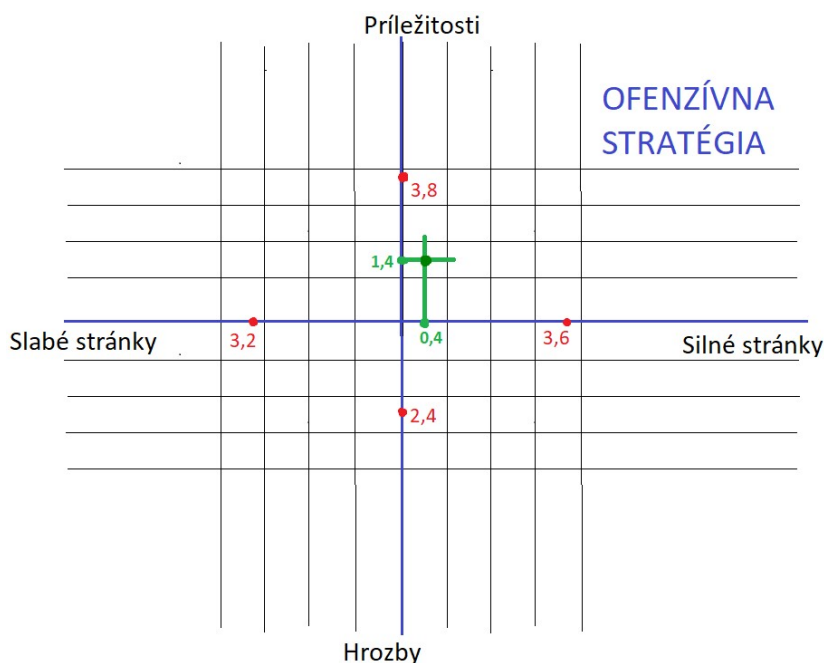 Príležitosti
OFENZÍVNA
STRATÉGIA
3,8
1,4
Slabé stránky
3,2
0,4
3,6
Silné stránky
2,4
Hrozby